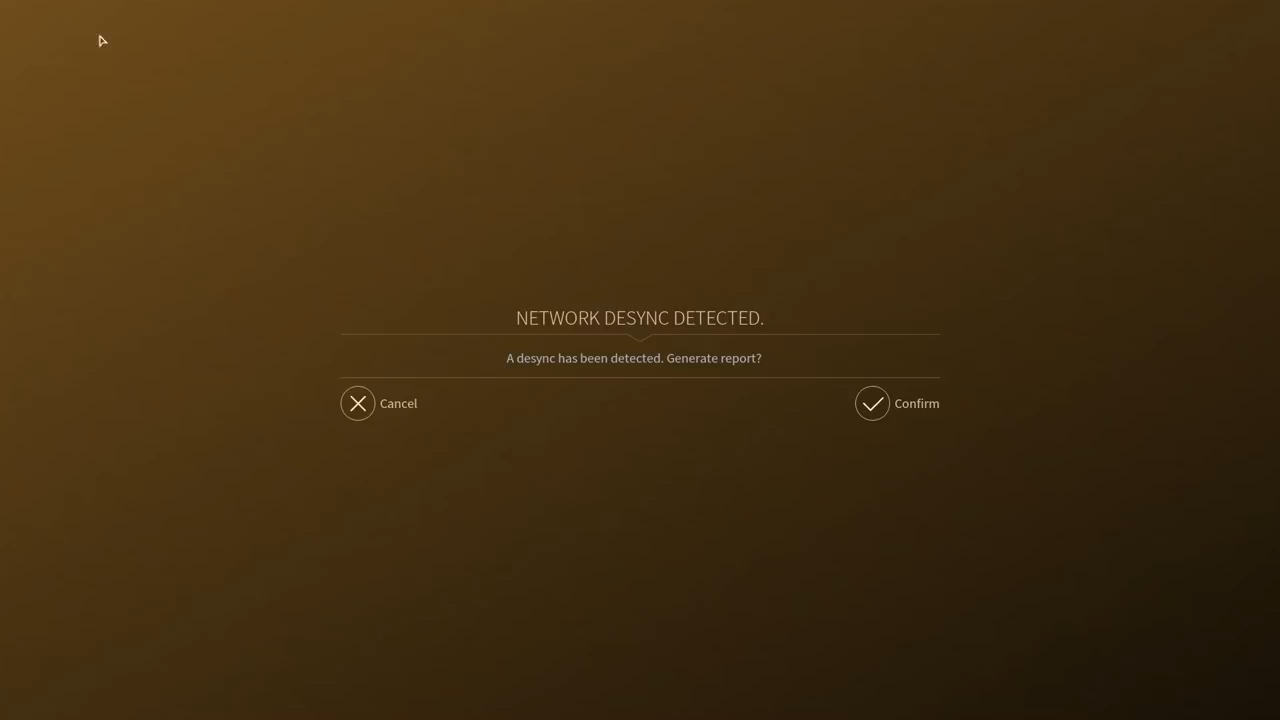 NETWORK DESYNC DETECTED.
A desync has been detected. Generate report?
Cancel
Confirm